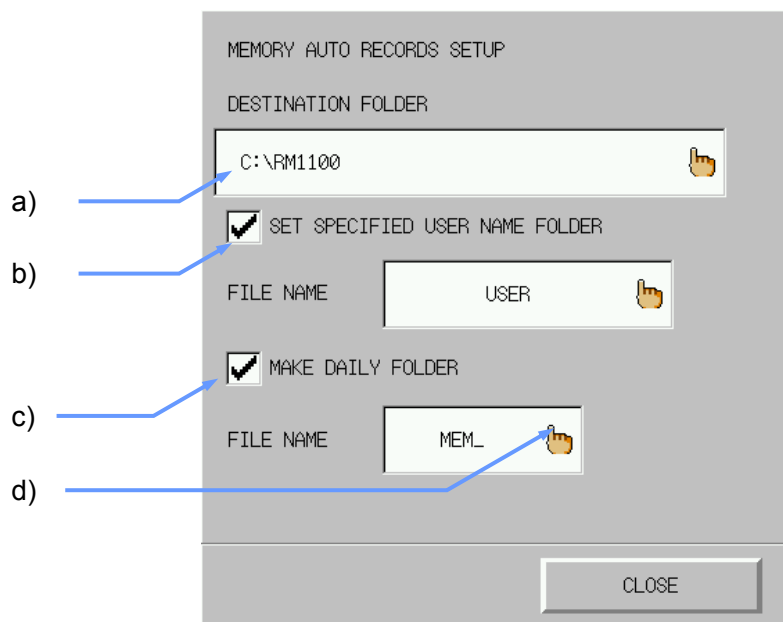 MEMORY AUTO RECORDS SETUP
DESTINATION FOLDER
C:\RM1100
a)
SET SPECIFIED USER NAME FOLDER
b)
FILE NAME USER
MAKE DAILY FOLDER
c)
FILE NAME MEM_
d)
CLOSE